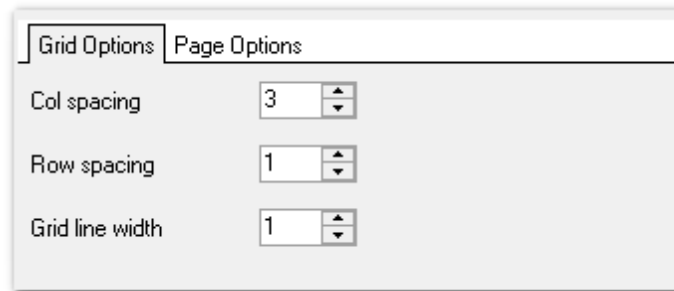 Grid Options Page Options
Col spacing 3
Row spacing 1
Grid line width 1